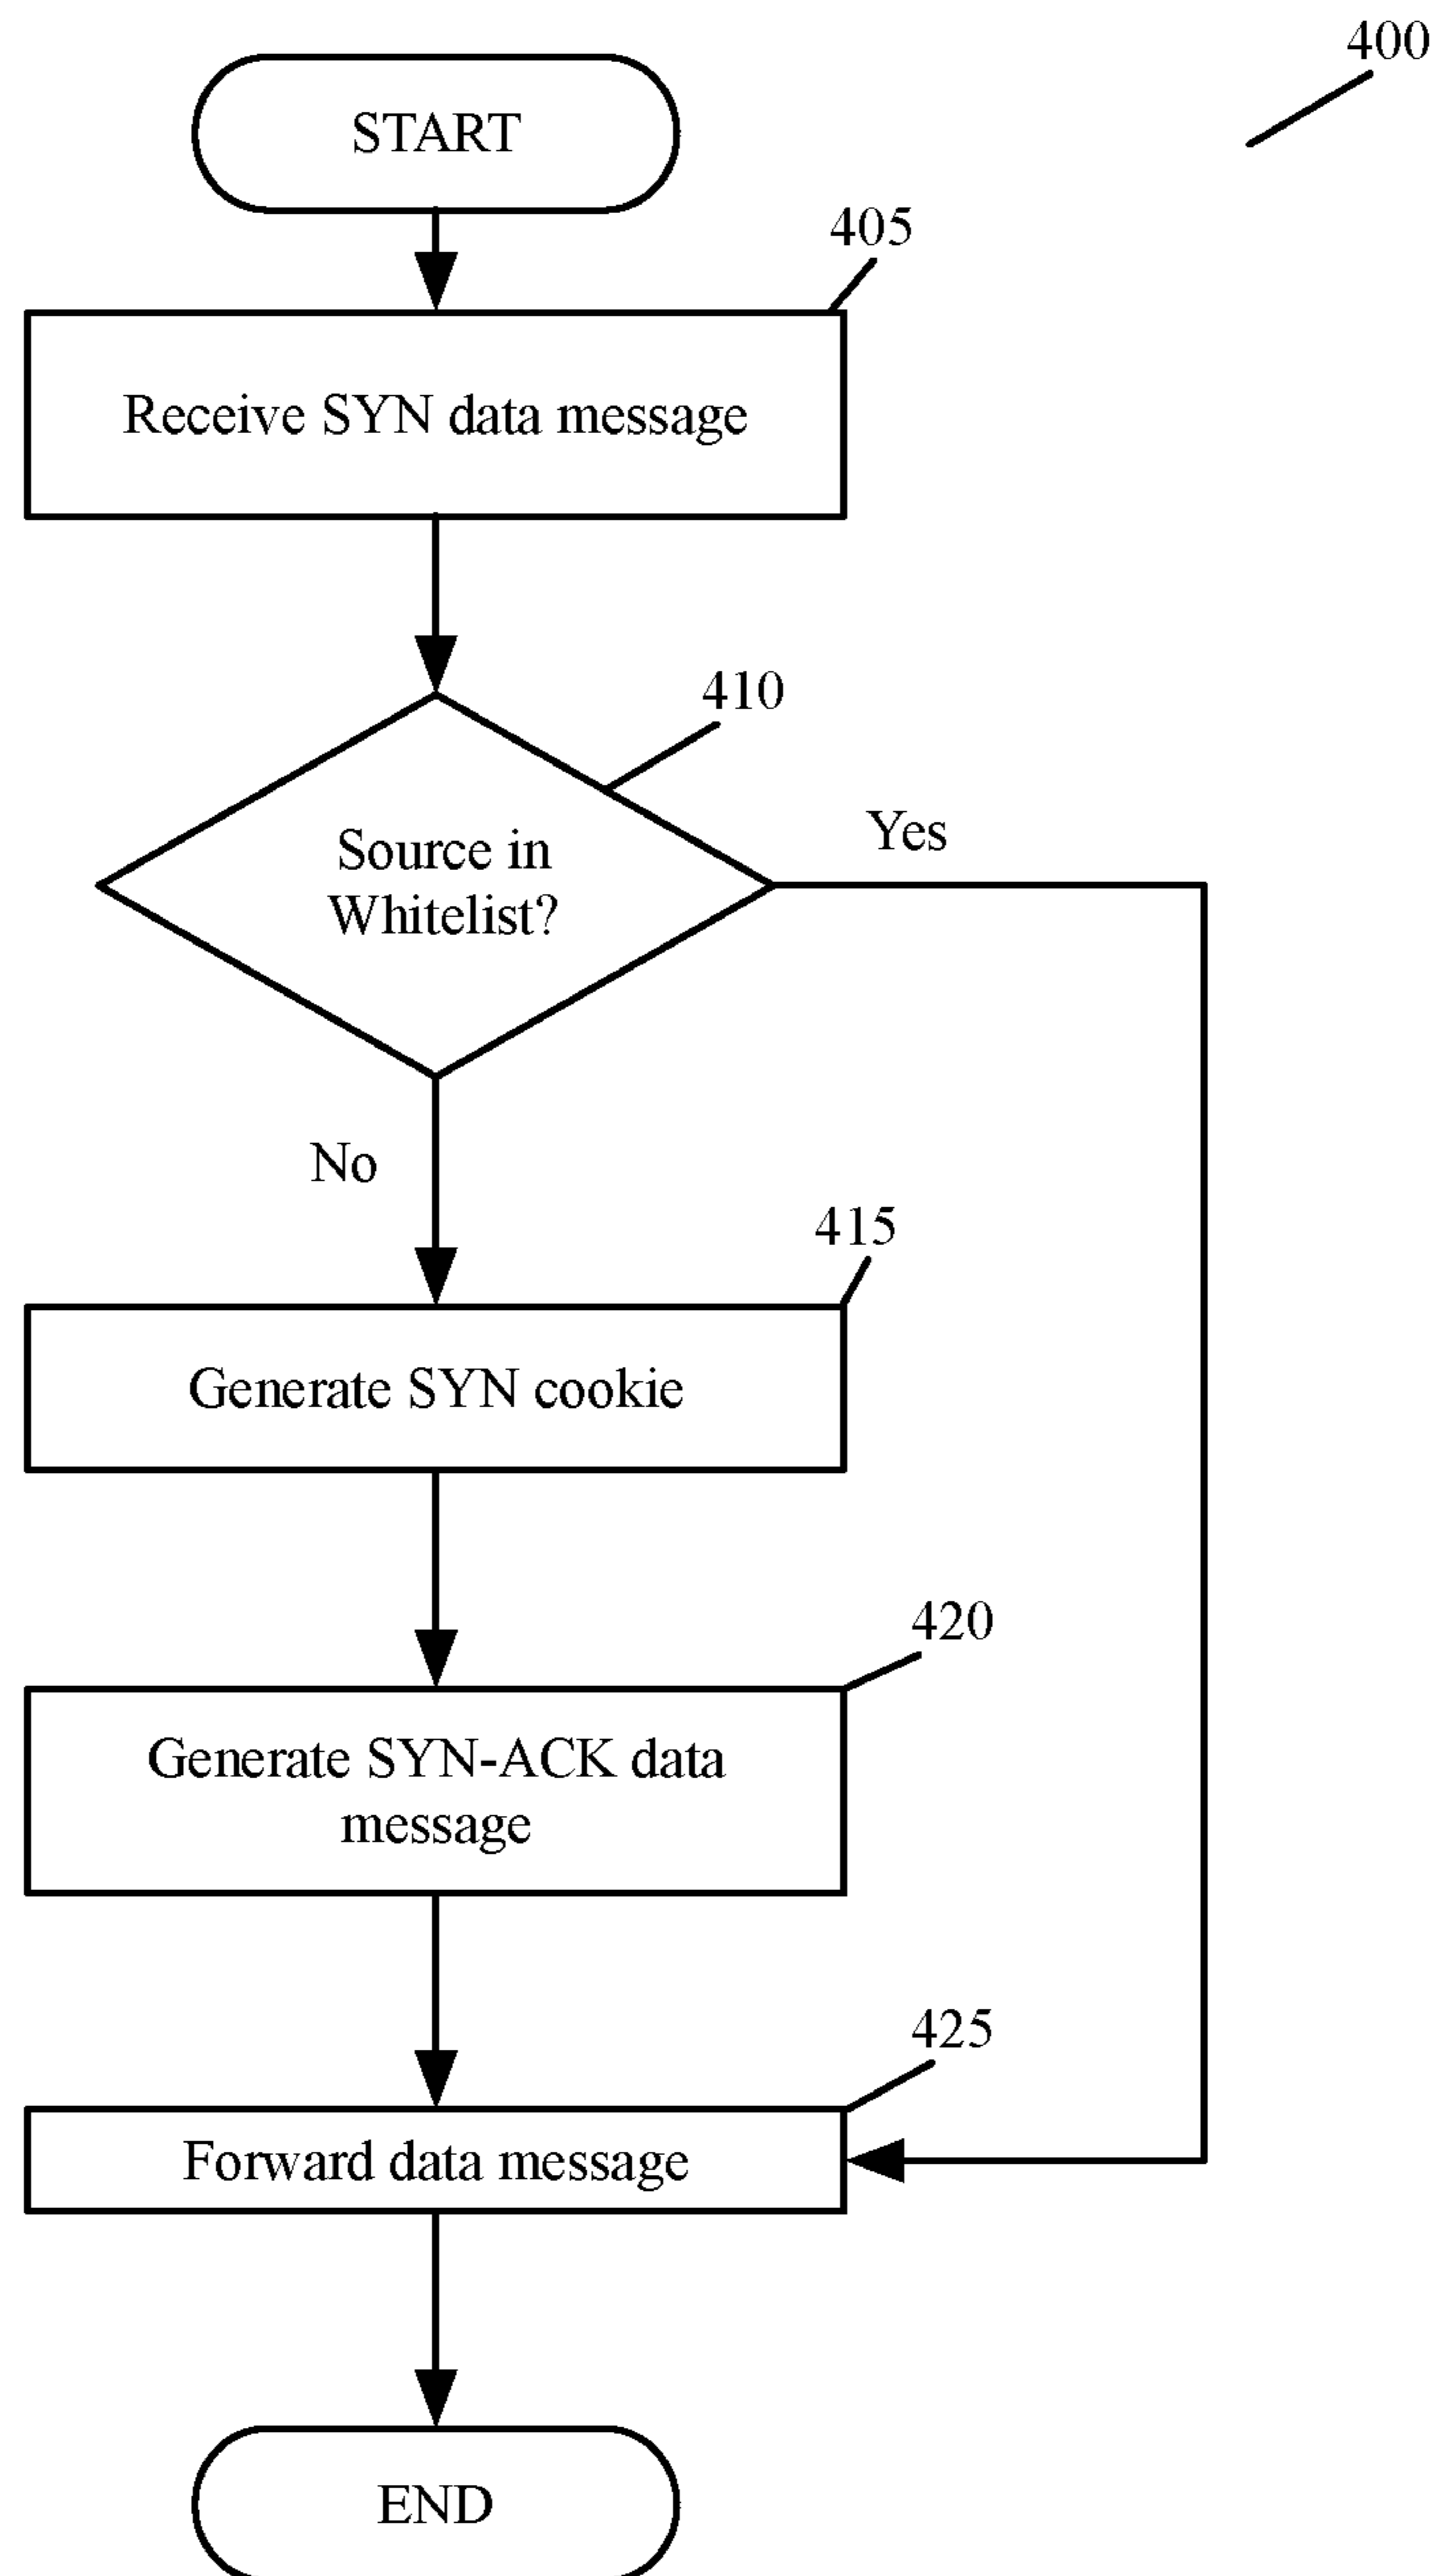 400
START
405
Receive SYN data message
410
Source in
Whitelist?
Yes
No
415
Generate SYN cookie
420
Generate SYN-ACK data
message
425
Forward data message
END